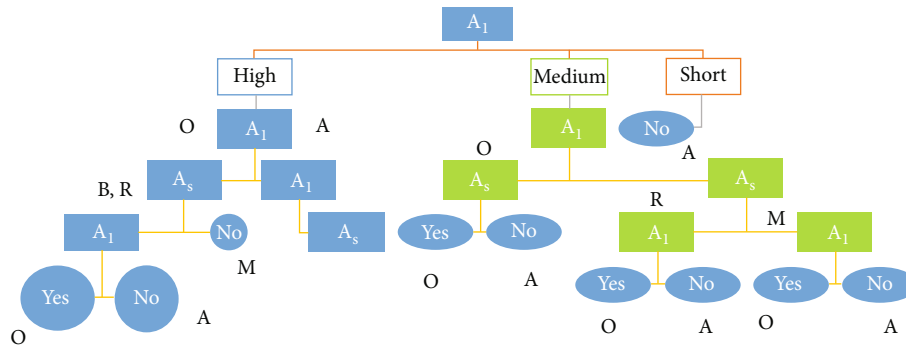 A1
High
Medium
Short
O
A1
A
A1
No
A
O
B, R
As
A1
As
As
R
A1
No
As
Yes
No
A1
M
A1
M
Yes
No
O
A
Yes
No
Yes
No
O
A
O
A
O
A